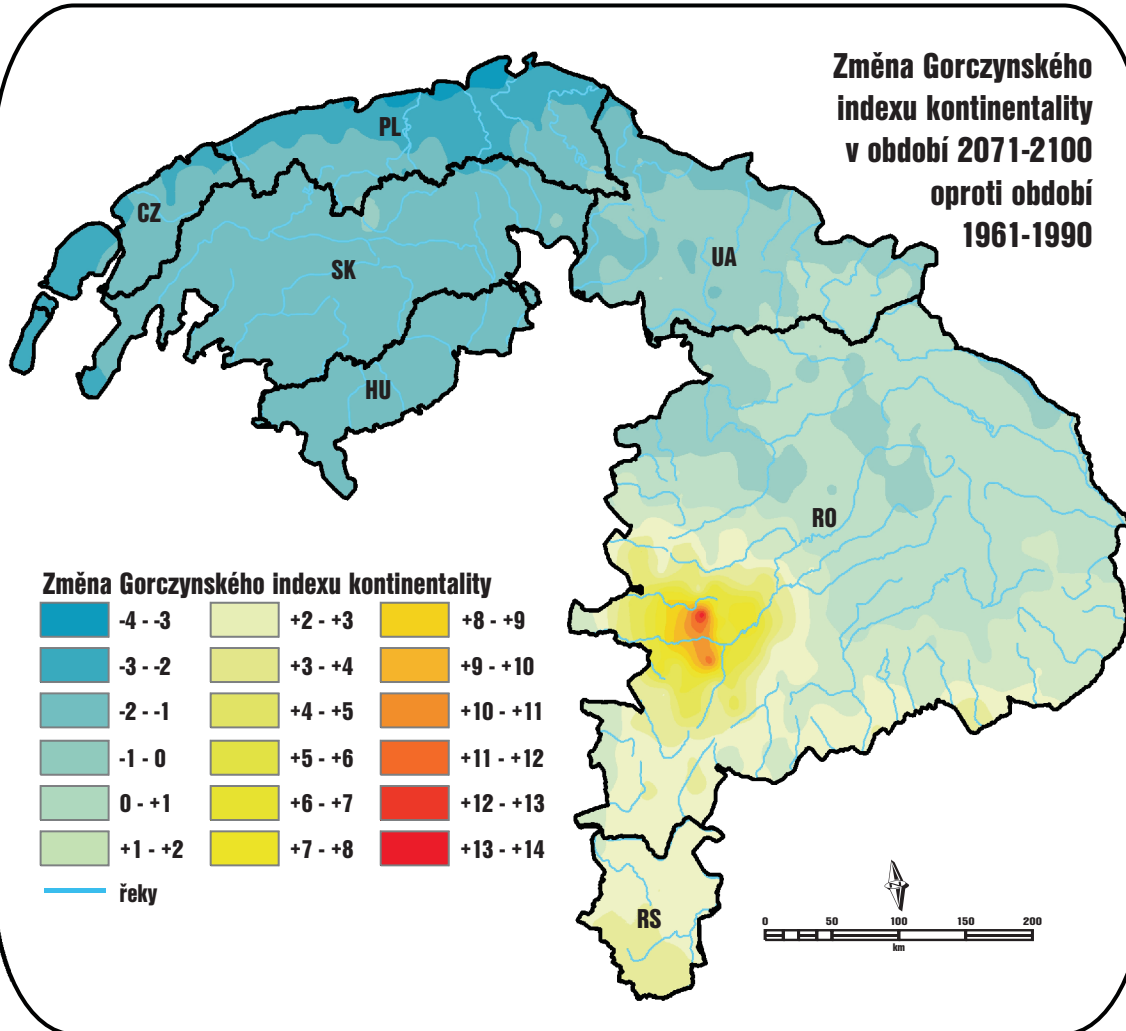 Změna Gorczynského
indexu kontinentality
v období 2071-2100
oproti období
1961-1990
PL
CZ
SK
UA
HU
RO
RS
Změna Gorczynského indexu kontinentality
-4 - -3
-3 - -2
-2 - -1
-1 - 0
0 - +1
+1 - +2
+2 - +3
+3 - +4
+4 - +5
+5 - +6
+6 - +7
+7 - +8
+8 - +9
+9 - +10
+10 - +11
+11 - +12
+12 - +13
+13 - +14
řeky
0 50 100 150 200
km